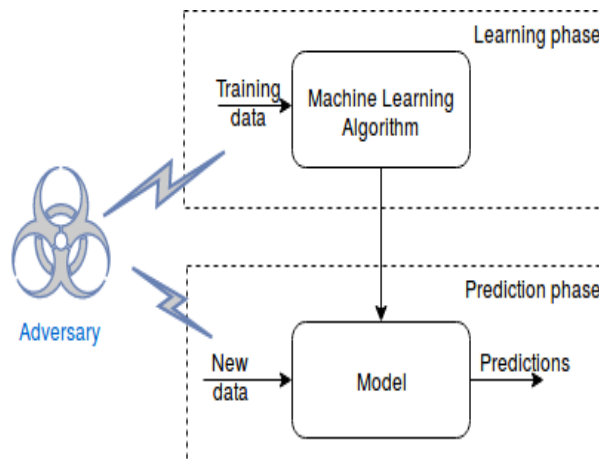 Learning phase
Training
data
Machine Learning
Algorithm
Adversary
Prediction phase
New
data
Model
Predictions